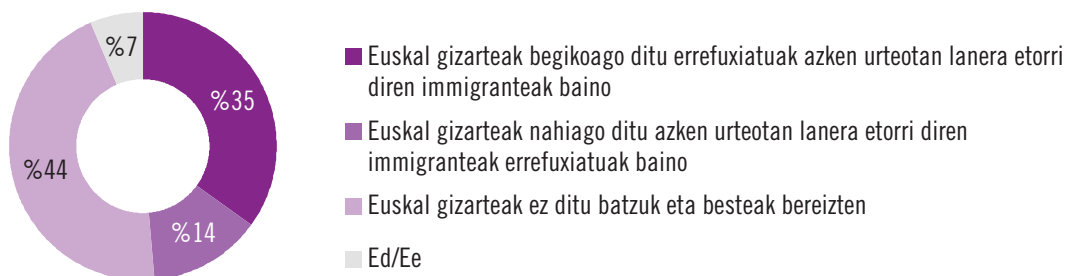 %7
%35
%44
%14
Euskal gizarteak begikoago ditu errefuxiatuak azken urteotan lanera etorri
diren immigranteak baino
Euskal gizarteak nahiago ditu azken urteotan lanera etorri diren
immigranteak errefuxiatuak baino
Euskal gizarteak ez ditu batzuk eta besteak bereizten
Ed/Ee